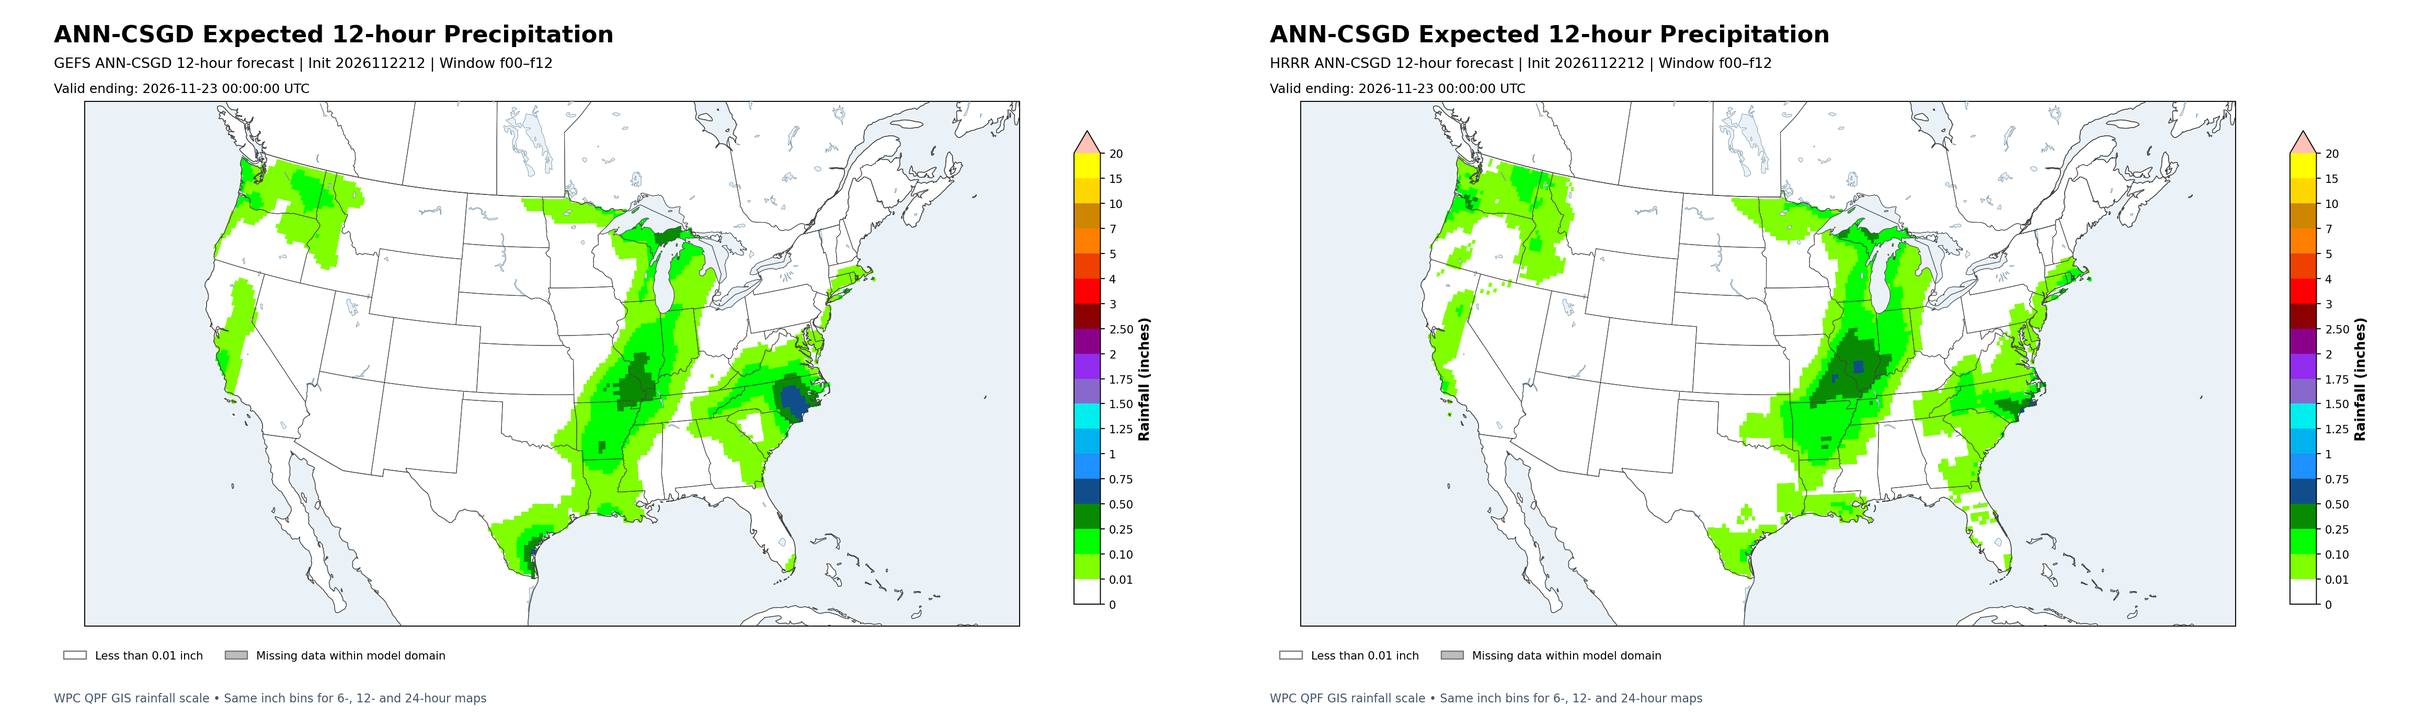 ANN-CSGD Expected 12-hour Precipitation
GEFS ANN-CSGD 12-hour forecast | Init 2026112212 | Window f00–f12
Valid ending: 2026-11-23 00:00:00 UTC
20
15
10
7
5
4
3
2.50
2
1.75
1.50
1.25
1
0.75
0.50
0.25
0.10
0.01
0
Rainfall (inches)
Less than 0.01 inch
Missing data within model domain
WPC QPF GIS rainfall scale • Same inch bins for 6-, 12- and 24-hour maps
ANN-CSGD Expected 12-hour Precipitation
HRRR ANN-CSGD 12-hour forecast | Init 2026112212 | Window f00–f12
Valid ending: 2026-11-23 00:00:00 UTC
20
15
10
7
5
4
3
2.50
2
1.75
1.50
1.25
1
0.75
0.50
0.25
0.10
0.01
0
Rainfall (inches)
Less than 0.01 inch
Missing data within model domain
WPC QPF GIS rainfall scale • Same inch bins for 6-, 12- and 24-hour maps